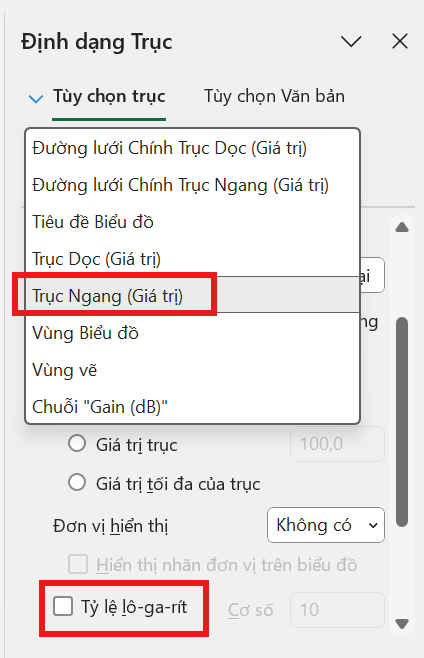 Định dạng Trục
Tùy chọn trục Tùy chọn Văn bản
Đường lưới Chính Trục Dọc (Giá trị)
Đường lưới Chính Trục Ngang (Giá trị)
Tiêu đề Biểu đồ
Trục Dọc (Giá trị)
ại
Trục Ngang (Giá trị)
ng
Vùng Biểu đồ
Vùng vẽ
Chuỗi "Gain (dB)"
Giá trị trục 100,0
Giá trị tối đa của trục
Đơn vị hiển thị Không có
Hiển thị nhãn đơn vị trên biểu đồ
Tỷ lệ lô-ga-rít Cơ số 10